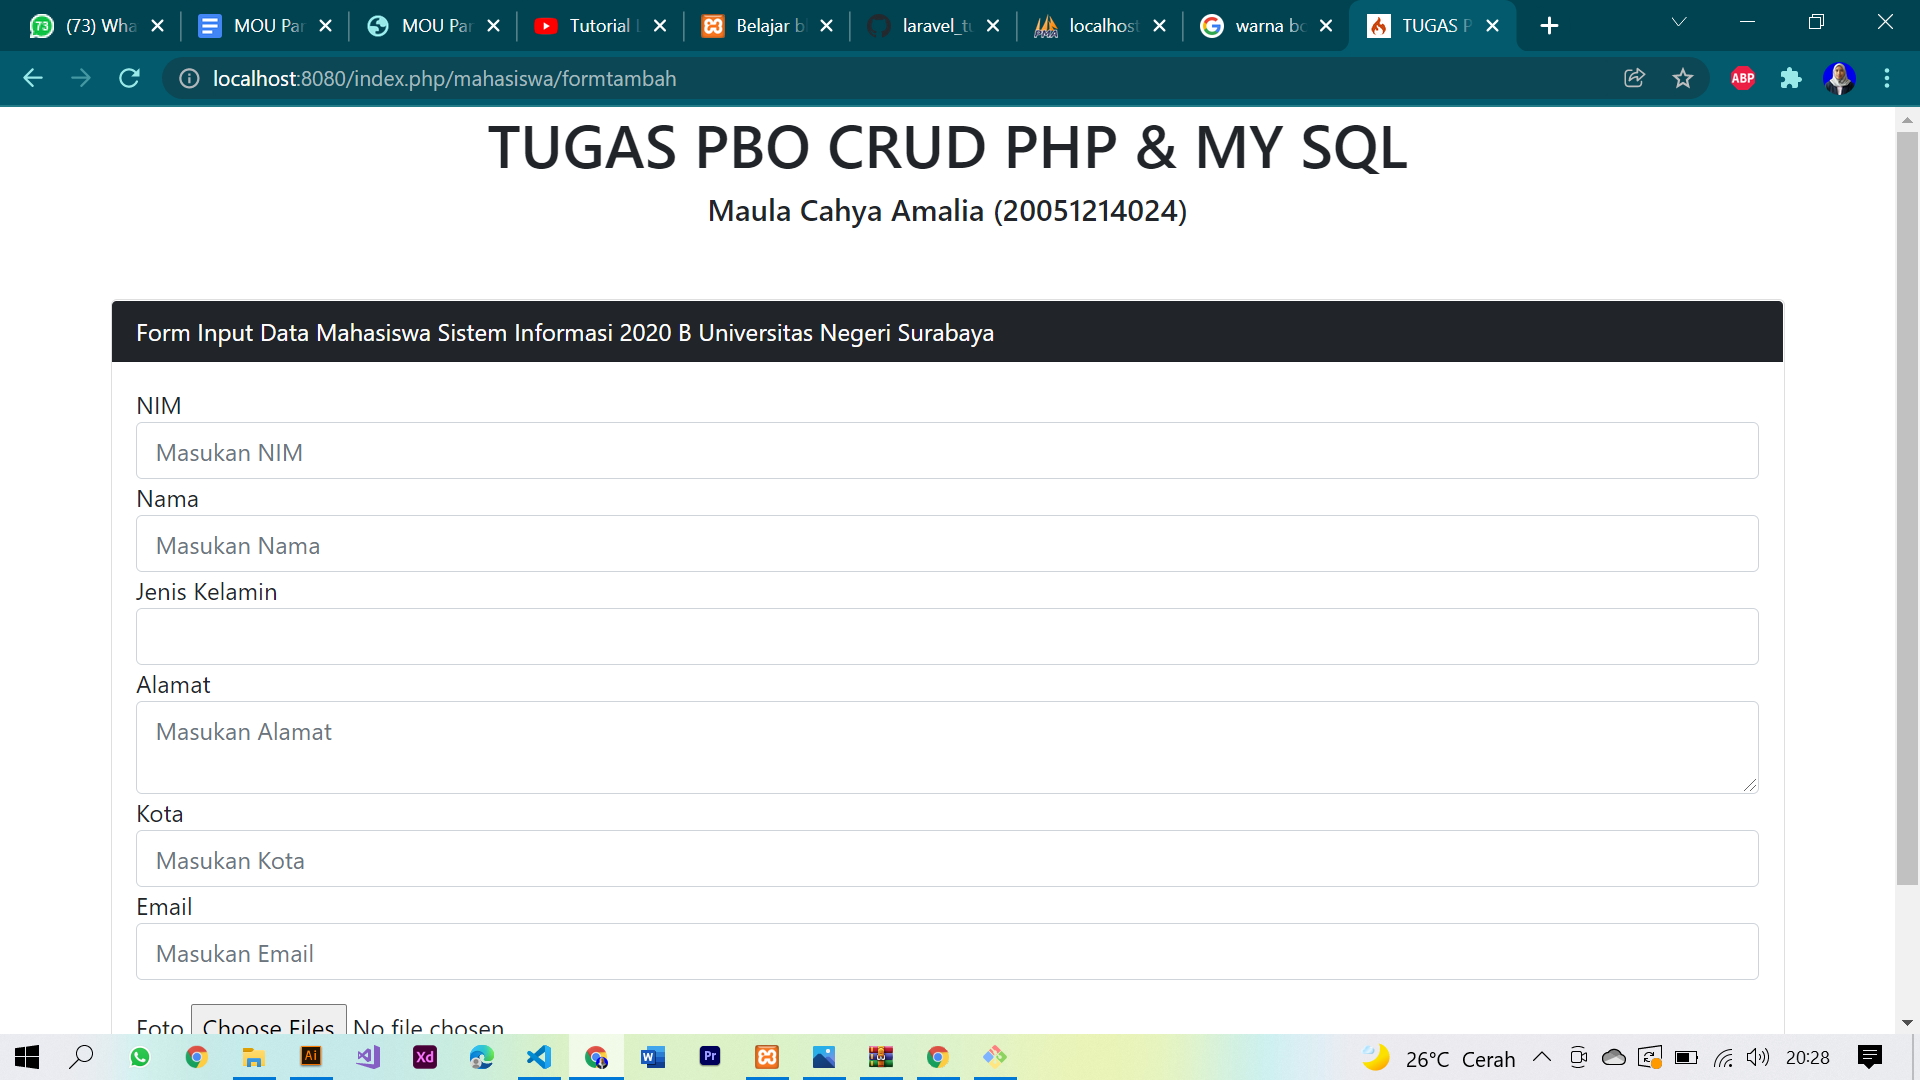 (73) Wha
MOU Par
MOU Par
Tutorial L
Belajar b
laravel_tu
localhost
warna bo
TUGAS P
localhost:8080/index.php/mahasiswa/formtambah
ABP
TUGAS PBO CRUD PHP & MY SQL
Maula Cahya Amalia (20051214024)
Form Input Data Mahasiswa Sistem Informasi 2020 B Universitas Negeri Surabaya
NIM
Masukan NIM
Nama
Masukan Nama
Jenis Kelamin
Alamat
Masukan Alamat
Kota
Masukan Kota
Email
Masukan Email
Foto Choose Files No file chosen
Ai
Xd
W
Pr
26°C Cerah
20:28